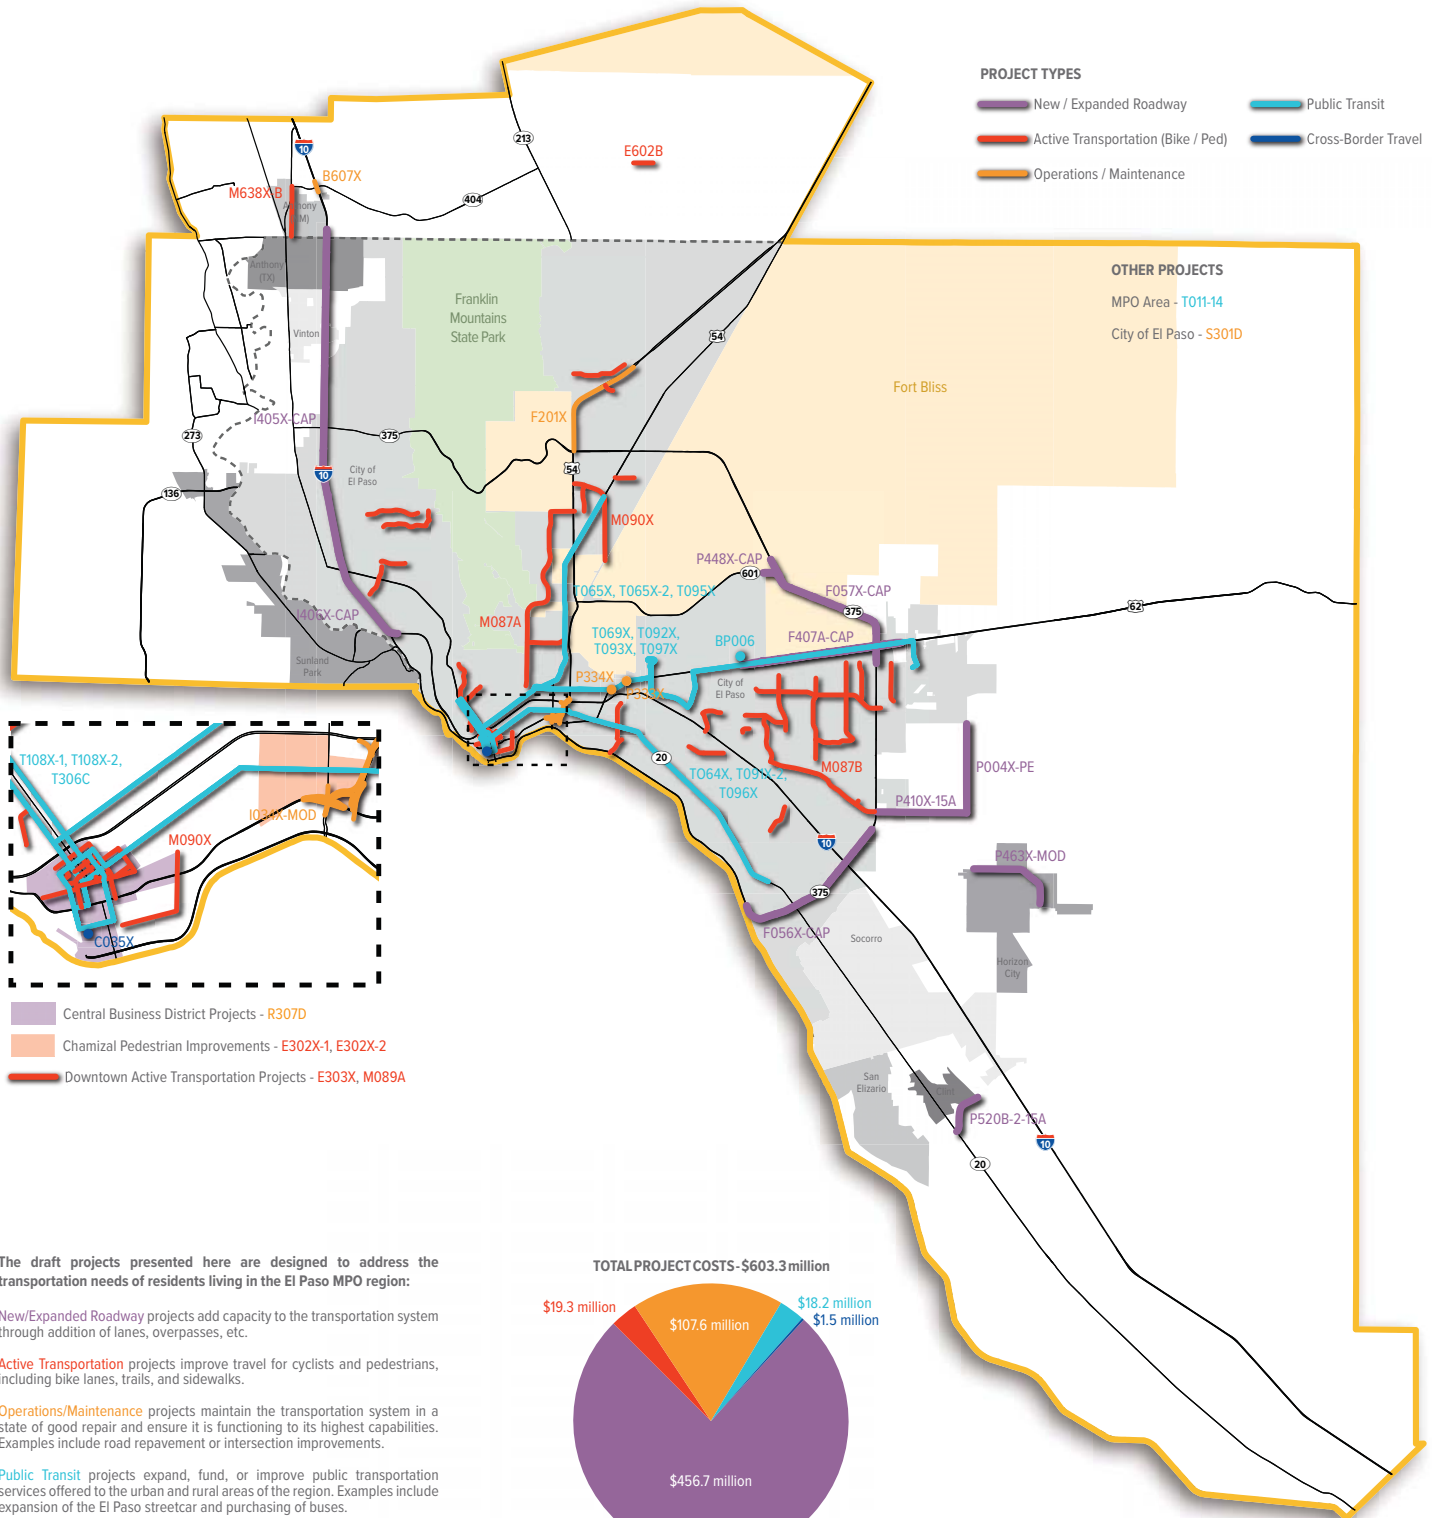 PROJECT TYPES
New / Expanded Roadway
Public Transit
Active Transportation (Bike / Ped)
Cross-Border Travel
Operations / Maintenance
OTHER PROJECTS
MPO Area - T011-14
City of El Paso - S301D
213
E602B
10
B607X
M638X-B
404
Anthony
(TX)
Franklin
Mountains
State Park
Vinton
54
Fort Bliss
I405X-CAP
F201X
273
375
54
10
City of
El Paso
136
M090X
P448X-CAP
601
F057X-CAP
T065X, T065X-2, T095X
375
62
I406X-CAP
M087A
T069X, T092X,
T093X, T097X
BP006
F407A-CAP
Sunland
Park
P334X
City of
El Paso
20
T064X, T091X-2,
T096X
M087B
P004X-PE
P410X-15A
10
P463X-MOD
375
F056X-CAP
Socorro
Horizon
City
San
Elizario
Clint
P520B-2-15A
10
20
T108X-1, T108X-2,
T306C
I034X-MOD
M090X
C035X
Central Business District Projects - R307D
Chamizal Pedestrian Improvements - E302X-1, E302X-2
Downtown Active Transportation Projects - E303X, M089A
The draft projects presented here are designed to address the
transportation needs of residents living in the El Paso MPO region:
New/Expanded Roadway projects add capacity to the transportation system
through addition of lanes, overpasses, etc.
Active Transportation projects improve travel for cyclists and pedestrians,
including bike lanes, trails, and sidewalks.
Operations/Maintenance projects maintain the transportation system in a
state of good repair and ensure it is functioning to its highest capabilities.
Examples include road repavement or intersection improvements.
Public Transit projects expand, fund, or improve public transportation
services offered to the urban and rural areas of the region. Examples include
expansion of the El Paso streetcar and purchasing of buses.
TOTAL PROJECT COSTS - $603.3 million
$19.3 million
$107.6 million
$18.2 million
$1.5 million
$456.7 million